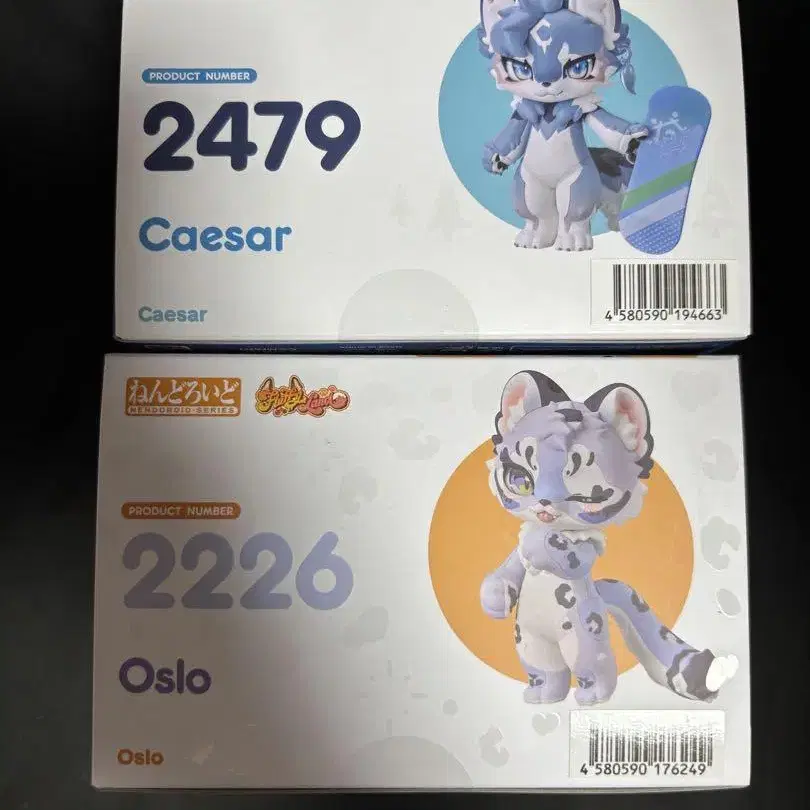 PRODUCT NUMBER
2479
Caesar
Caesar
4 580590 194663
ねんどろいど
NENDOROID-SERIES
PRODUCT NUMBER
2226
Oslo
Oslo
4 580590 176249